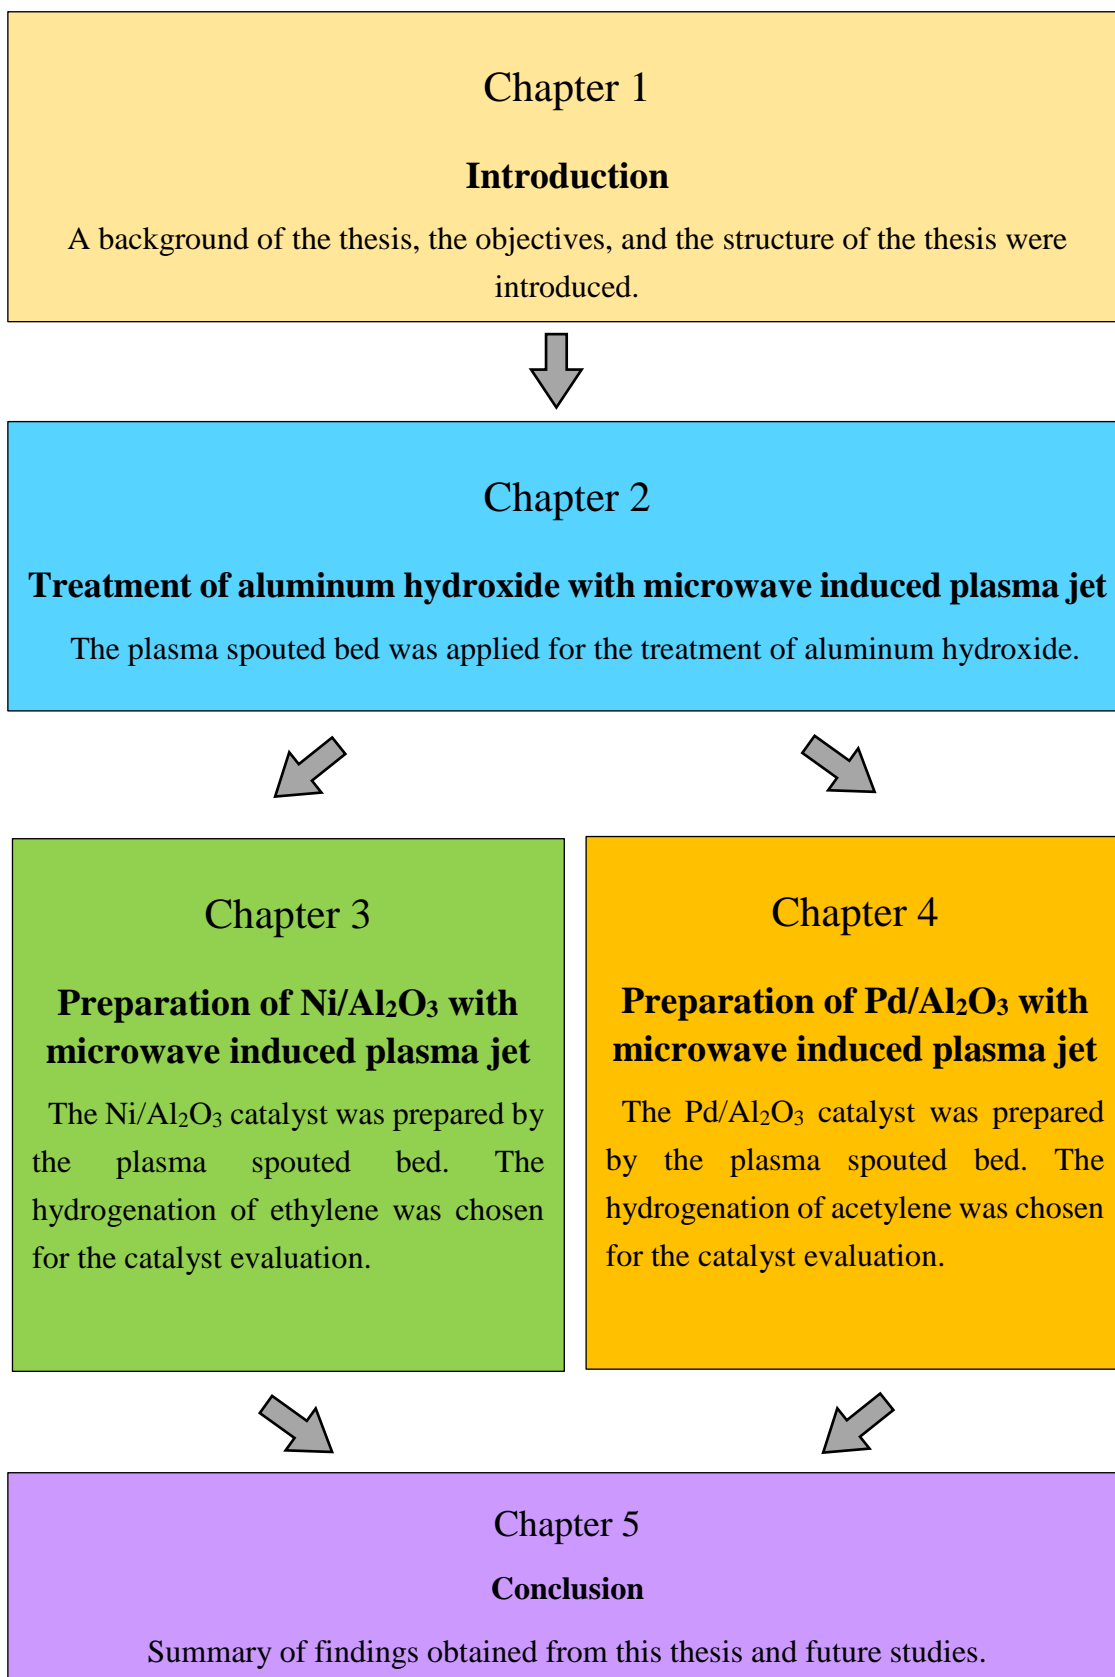 Chapter 1
Introduction
A background of the thesis, the objectives, and the structure of the thesis were
introduced.
Chapter 2
Treatment of aluminum hydroxide with microwave induced plasma jet
The plasma spouted bed was applied for the treatment of aluminum hydroxide.
Chapter 3
Preparation of Ni/Al₂O₃ with
microwave induced plasma jet
The Ni/Al₂O₃ catalyst was prepared by
the plasma spouted bed. The
hydrogenation of ethylene was chosen
for the catalyst evaluation.
Chapter 4
Preparation of Pd/Al₂O₃ with
microwave induced plasma jet
The Pd/Al₂O₃ catalyst was prepared
by the plasma spouted bed. The
hydrogenation of acetylene was chosen
for the catalyst evaluation.
Chapter 5
Conclusion
Summary of findings obtained from this thesis and future studies.